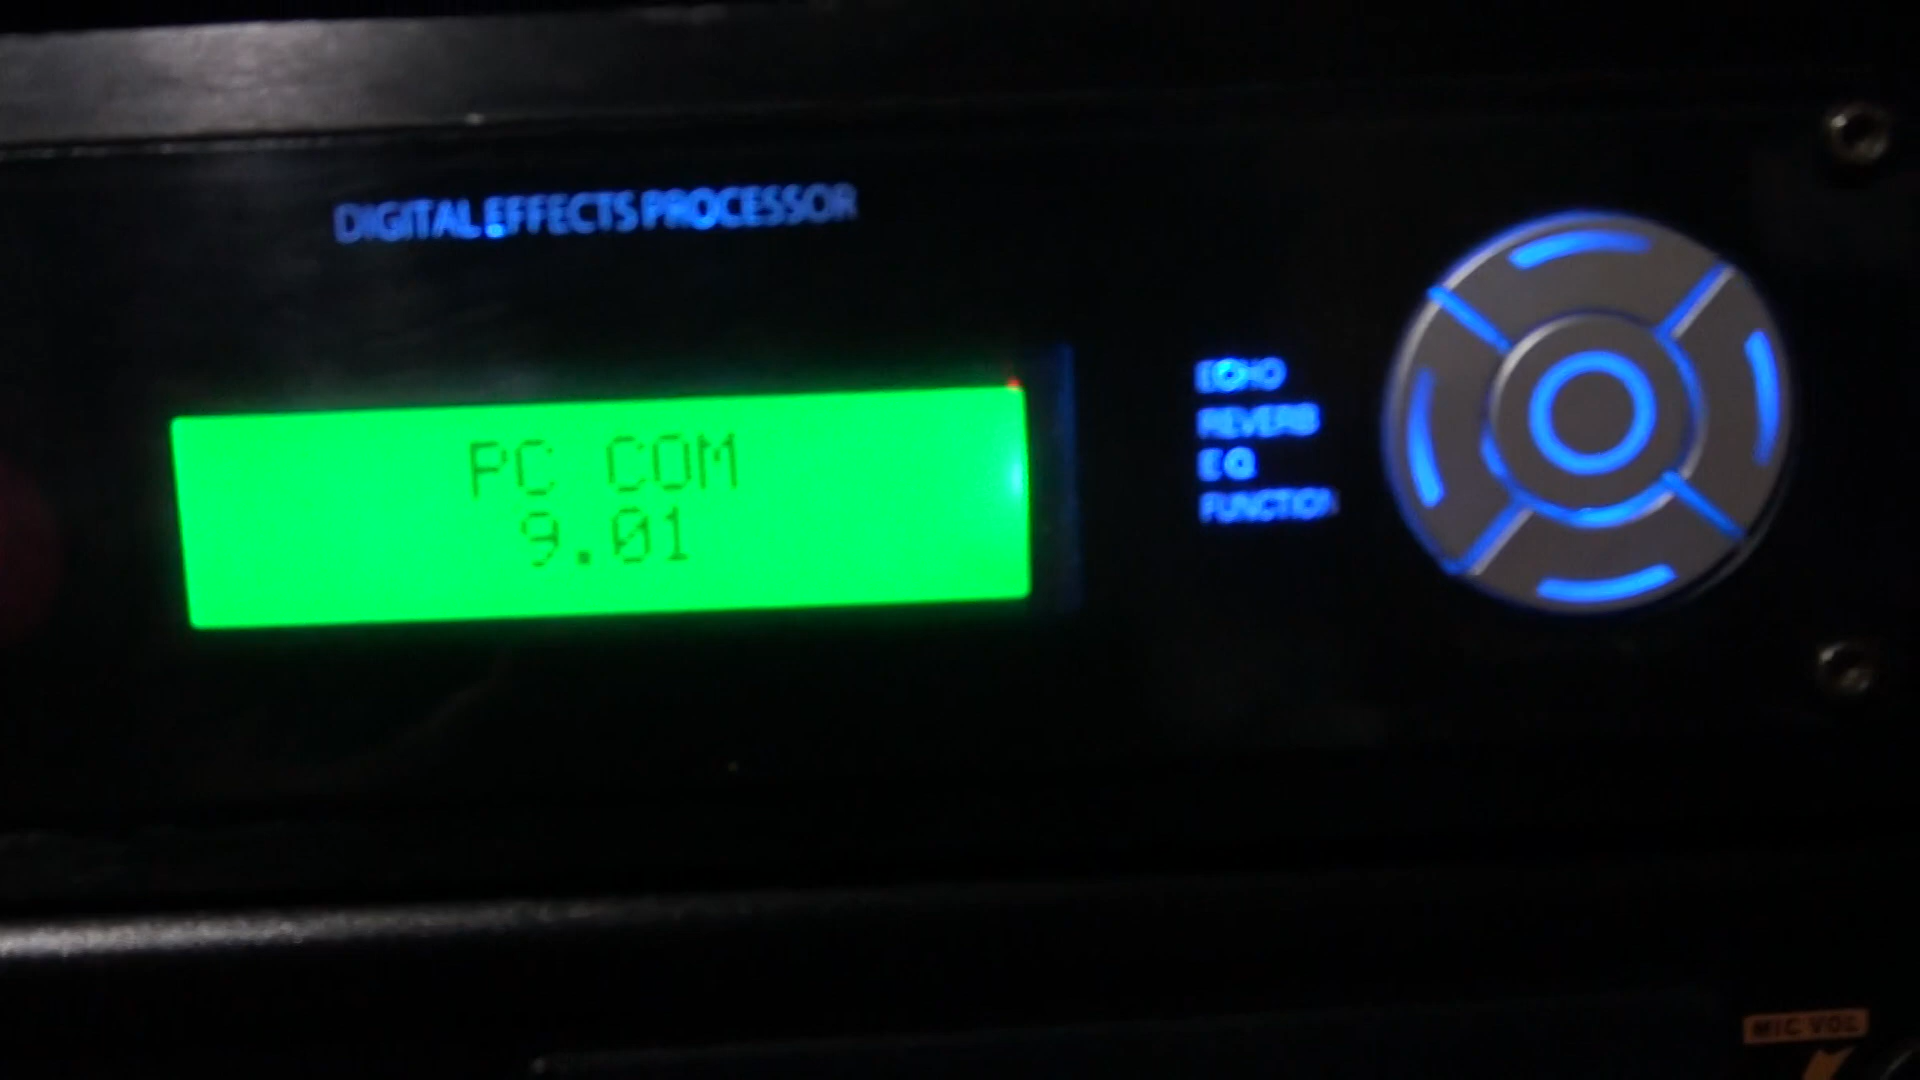 DIGITAL EFFECTS PROCESSOR
PC COM
9.01
ECHO
REVERB
EQ
FUNCTION
MIC VOL